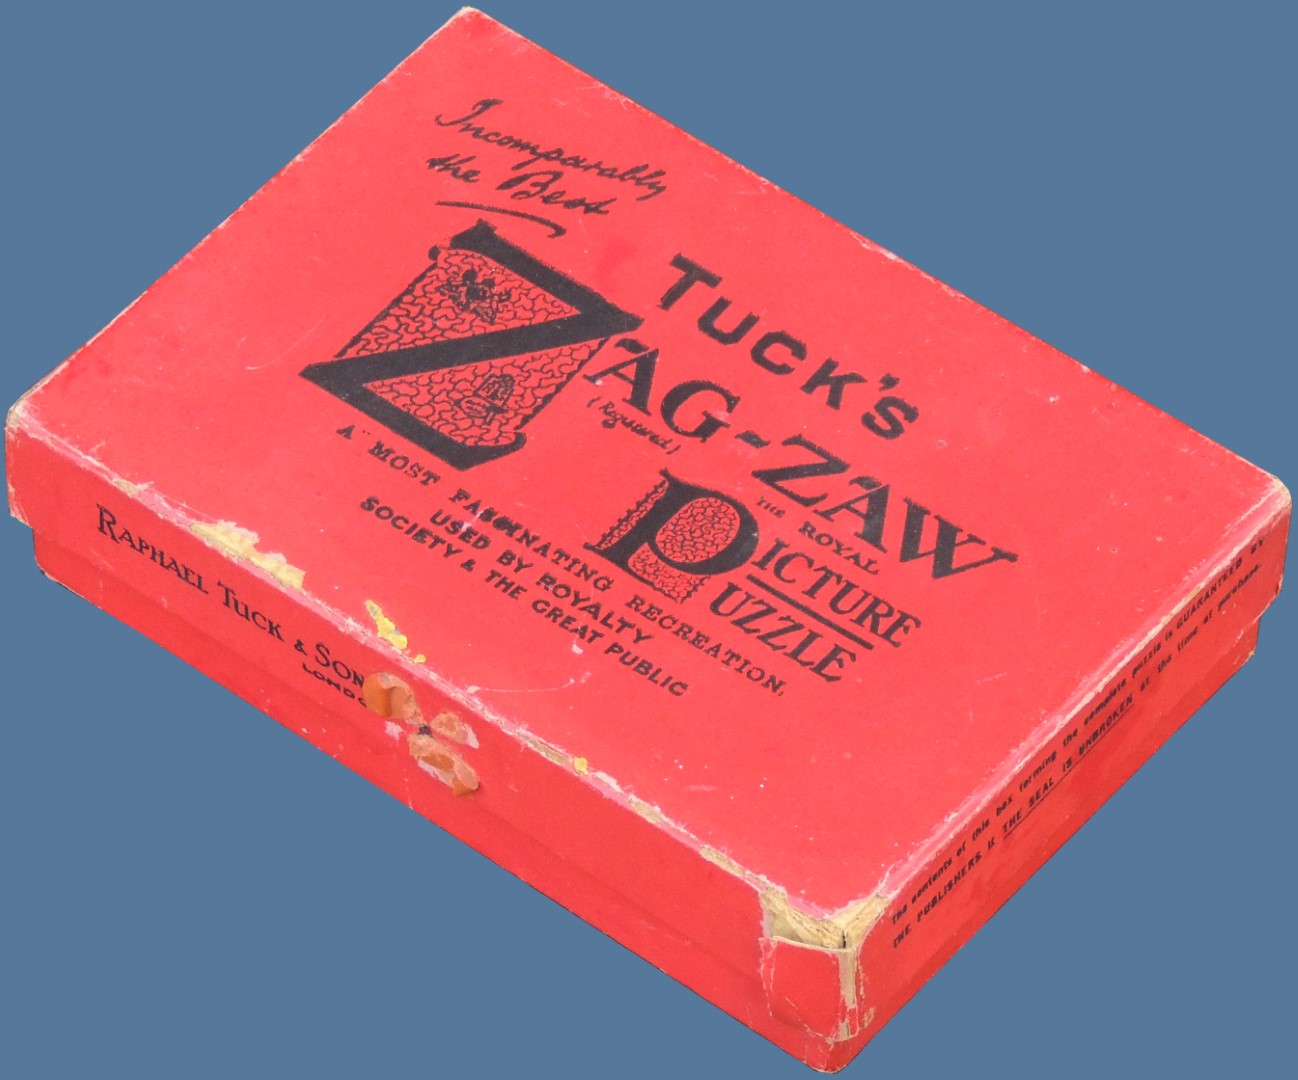 Incomparably
the Best
TUCK'S
ZAG-ZAW
(Registered)
THE ROYAL
PICTURE
PUZZLE
A MOST FASCINATING RECREATION,
USED BY ROYALTY
SOCIETY & THE GREAT PUBLIC
RAPHAEL TUCK & SON
LONDO
The contents of this box forming the complete puzzle is GUARANTEED BY
THE PUBLISHERS if THE SEAL IS UNBROKEN at the time of purchase.